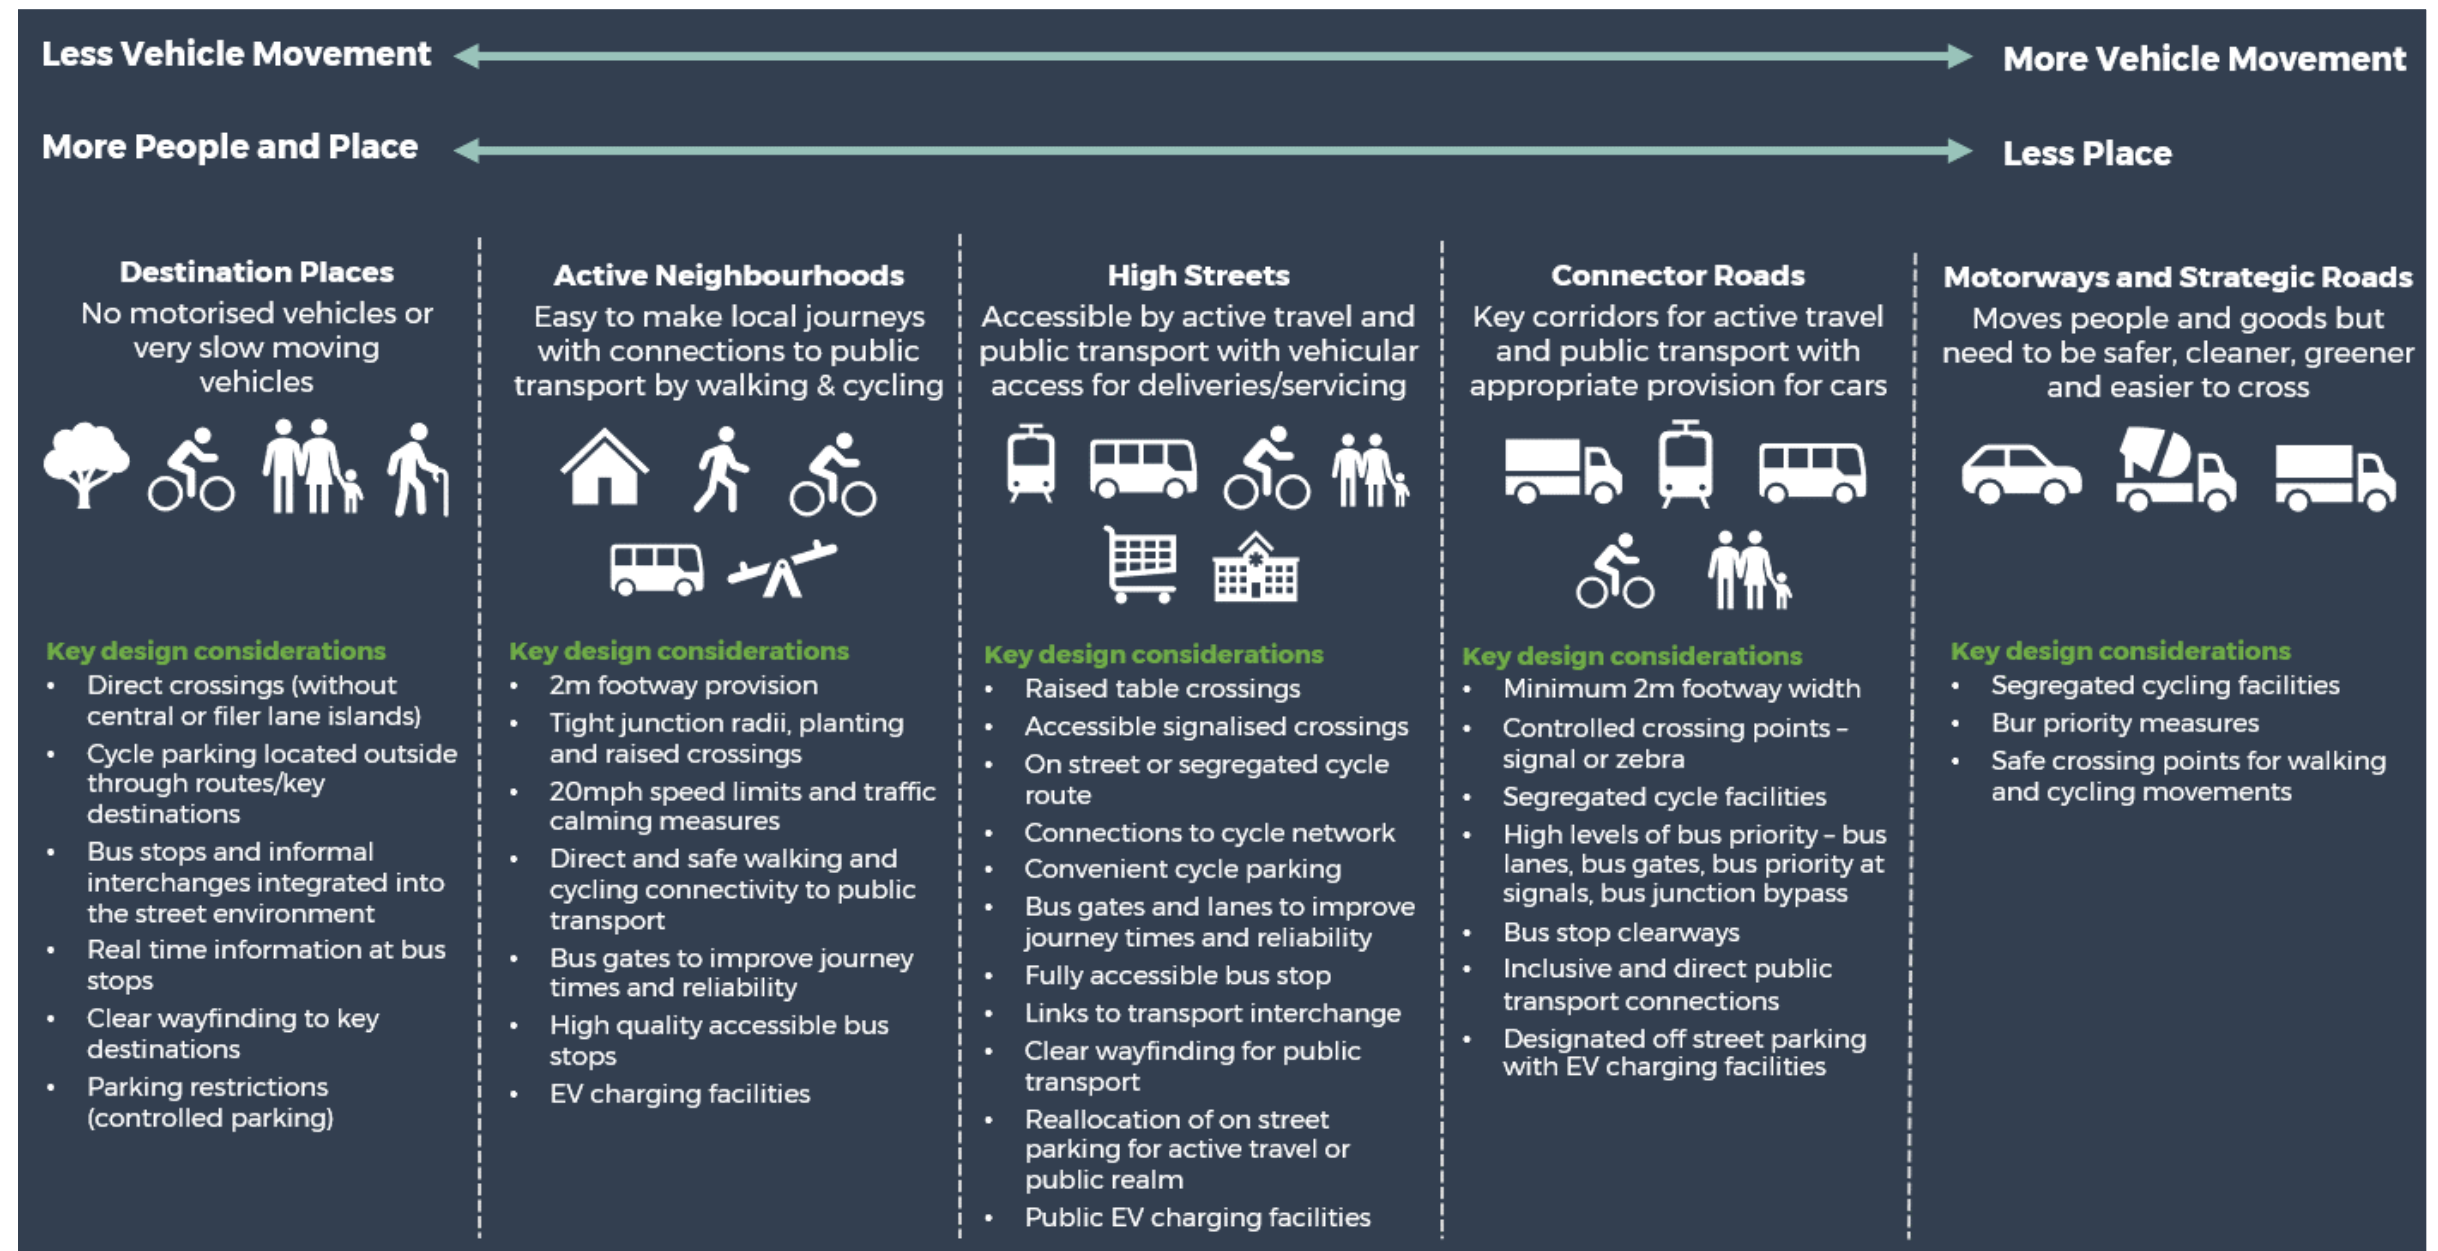 Less Vehicle Movement
More Vehicle Movement
More People and Place
Less Place
Destination Places
No motorised vehicles or
very slow moving
vehicles
Key design considerations
• Direct crossings (without
central or filer lane islands)
• Cycle parking located outside
through routes/key
destinations
• Bus stops and informal
interchanges integrated into
the street environment
• Real time information at bus
stops
• Clear wayfinding to key
destinations
• Parking restrictions
(controlled parking)
Active Neighbourhoods
Easy to make local journeys
with connections to public
transport by walking & cycling
Key design considerations
• 2m footway provision
• Tight junction radii, planting
and raised crossings
• 20mph speed limits and traffic
calming measures
• Direct and safe walking and
cycling connectivity to public
transport
• Bus gates to improve journey
times and reliability
• High quality accessible bus
stops
• EV charging facilities
High Streets
Accessible by active travel and
public transport with vehicular
access for deliveries/servicing
Key design considerations
• Raised table crossings
• Accessible signalised crossings
• On street or segregated cycle
route
• Connections to cycle network
• Convenient cycle parking
• Bus gates and lanes to improve
journey times and reliability
• Fully accessible bus stop
• Links to transport interchange
• Clear wayfinding for public
transport
• Reallocation of on street
parking for active travel or
public realm
• Public EV charging facilities
Connector Roads
Key corridors for active travel
and public transport with
appropriate provision for cars
Key design considerations
• Minimum 2m footway width
• Controlled crossing points –
signal or zebra
• Segregated cycle facilities
• High levels of bus priority – bus
lanes, bus gates, bus priority at
signals, bus junction bypass
• Bus stop clearways
• Inclusive and direct public
transport connections
• Designated off street parking
with EV charging facilities
Motorways and Strategic Roads
Moves people and goods but
need to be safer, cleaner, greener
and easier to cross
Key design considerations
• Segregated cycling facilities
• Bur priority measures
• Safe crossing points for walking
and cycling movements